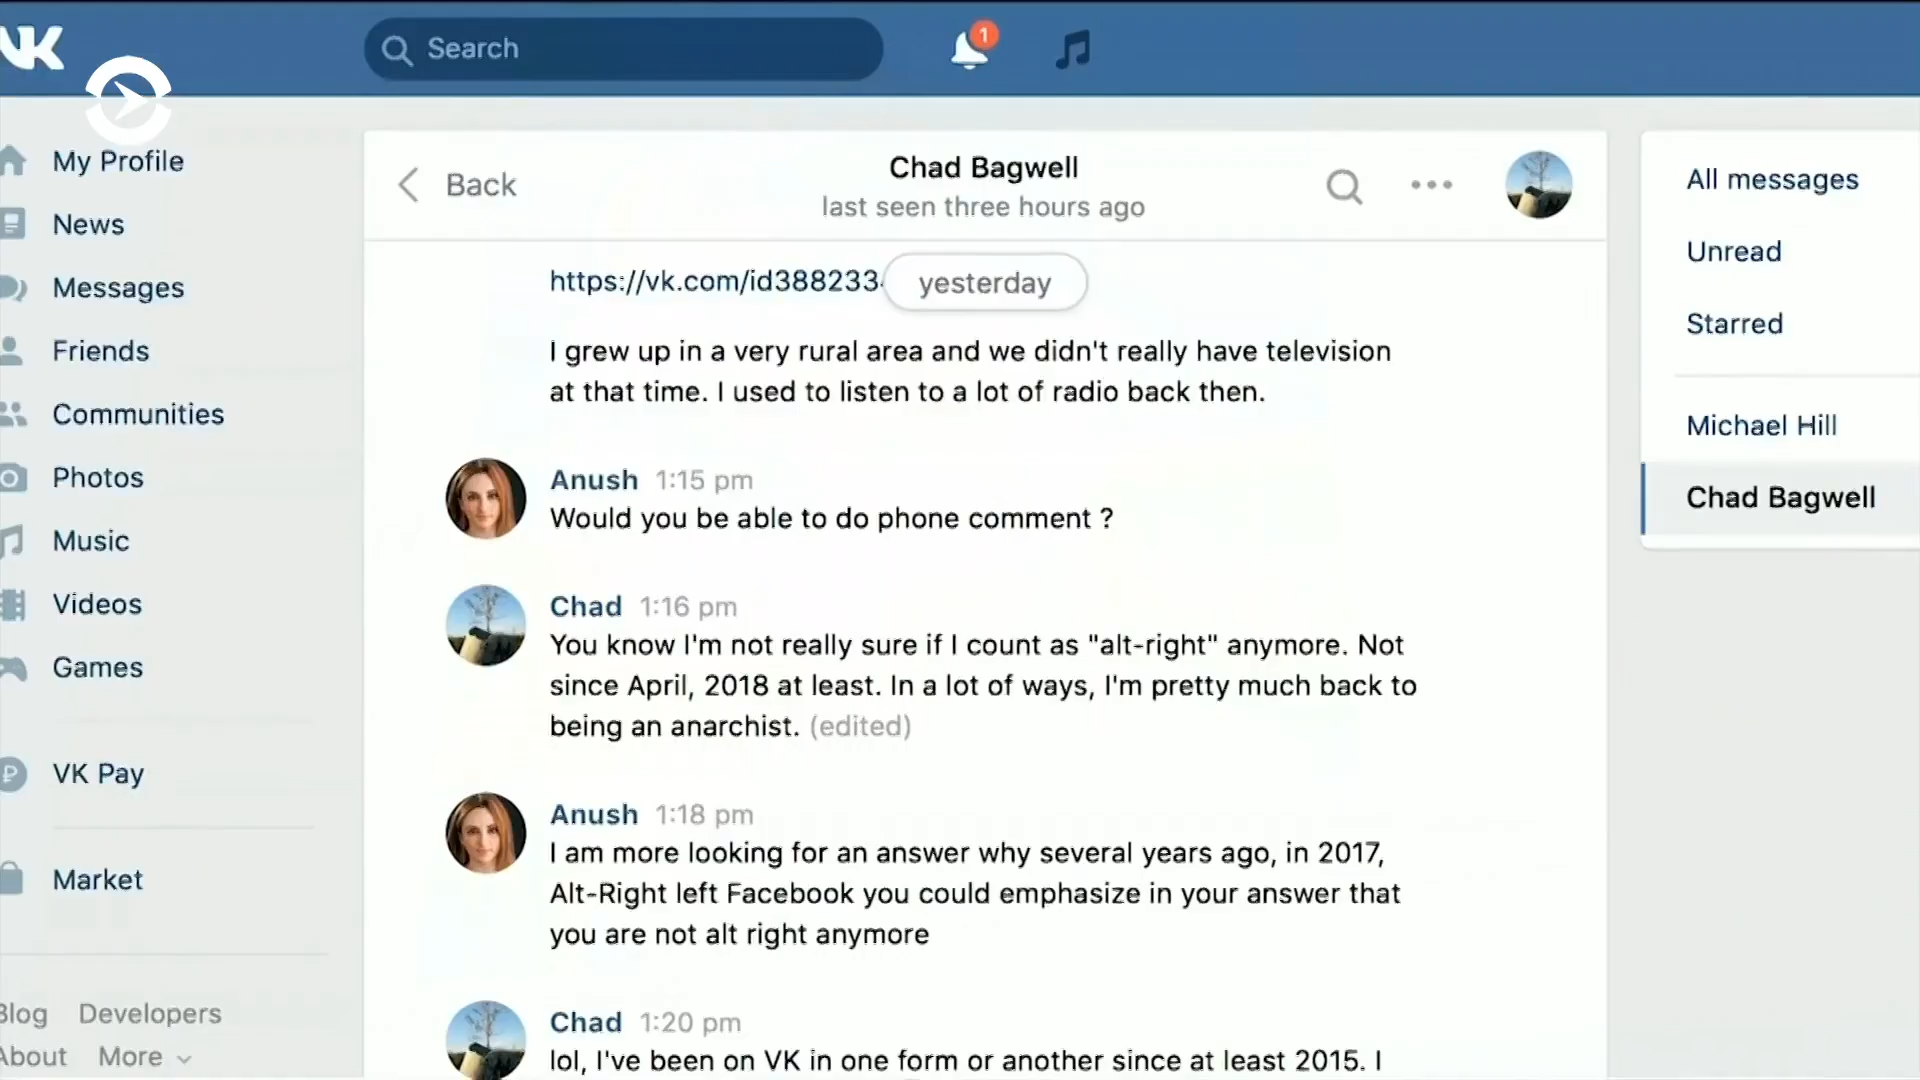 VK
Search
1
My Profile
News
Messages
Friends
Communities
Photos
Music
Videos
Games
VK Pay
Market
Blog Developers
About More
Back
Chad Bagwell
last seen three hours ago
https://vk.com/id388233
yesterday
I grew up in a very rural area and we didn't really have television
at that time. I used to listen to a lot of radio back then.
Anush 1:15 pm
Would you be able to do phone comment ?
Chad 1:16 pm
You know I'm not really sure if I count as "alt-right" anymore. Not
since April, 2018 at least. In a lot of ways, I'm pretty much back to
being an anarchist. (edited)
Anush 1:18 pm
I am more looking for an answer why several years ago, in 2017,
Alt-Right left Facebook you could emphasize in your answer that
you are not alt right anymore
Chad 1:20 pm
lol, I've been on VK in one form or another since at least 2015. I
All messages
Unread
Starred
Michael Hill
Chad Bagwell